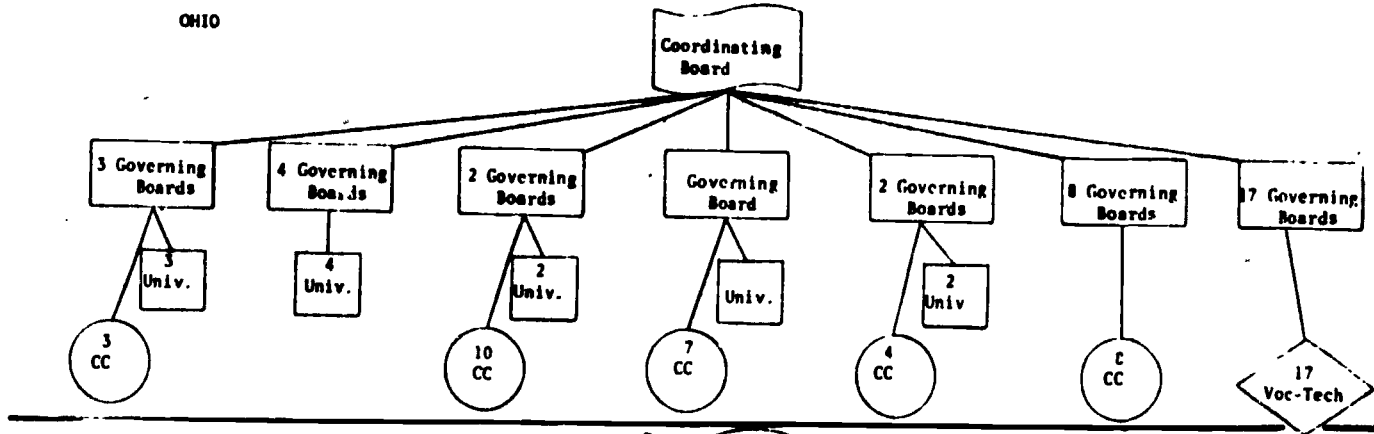 OHIO
Coordinating
Board
3 Governing
Boards
4 Governing
Boards
2 Governing
Boards
Governing
Board
2 Governing
Boards
8 Governing
Boards
17 Governing
Boards
3
Univ.
4
Univ.
2
Univ.
Univ.
2
Univ
3
CC
10
CC
7
CC
4
CC
CC
17
Voc-Tech